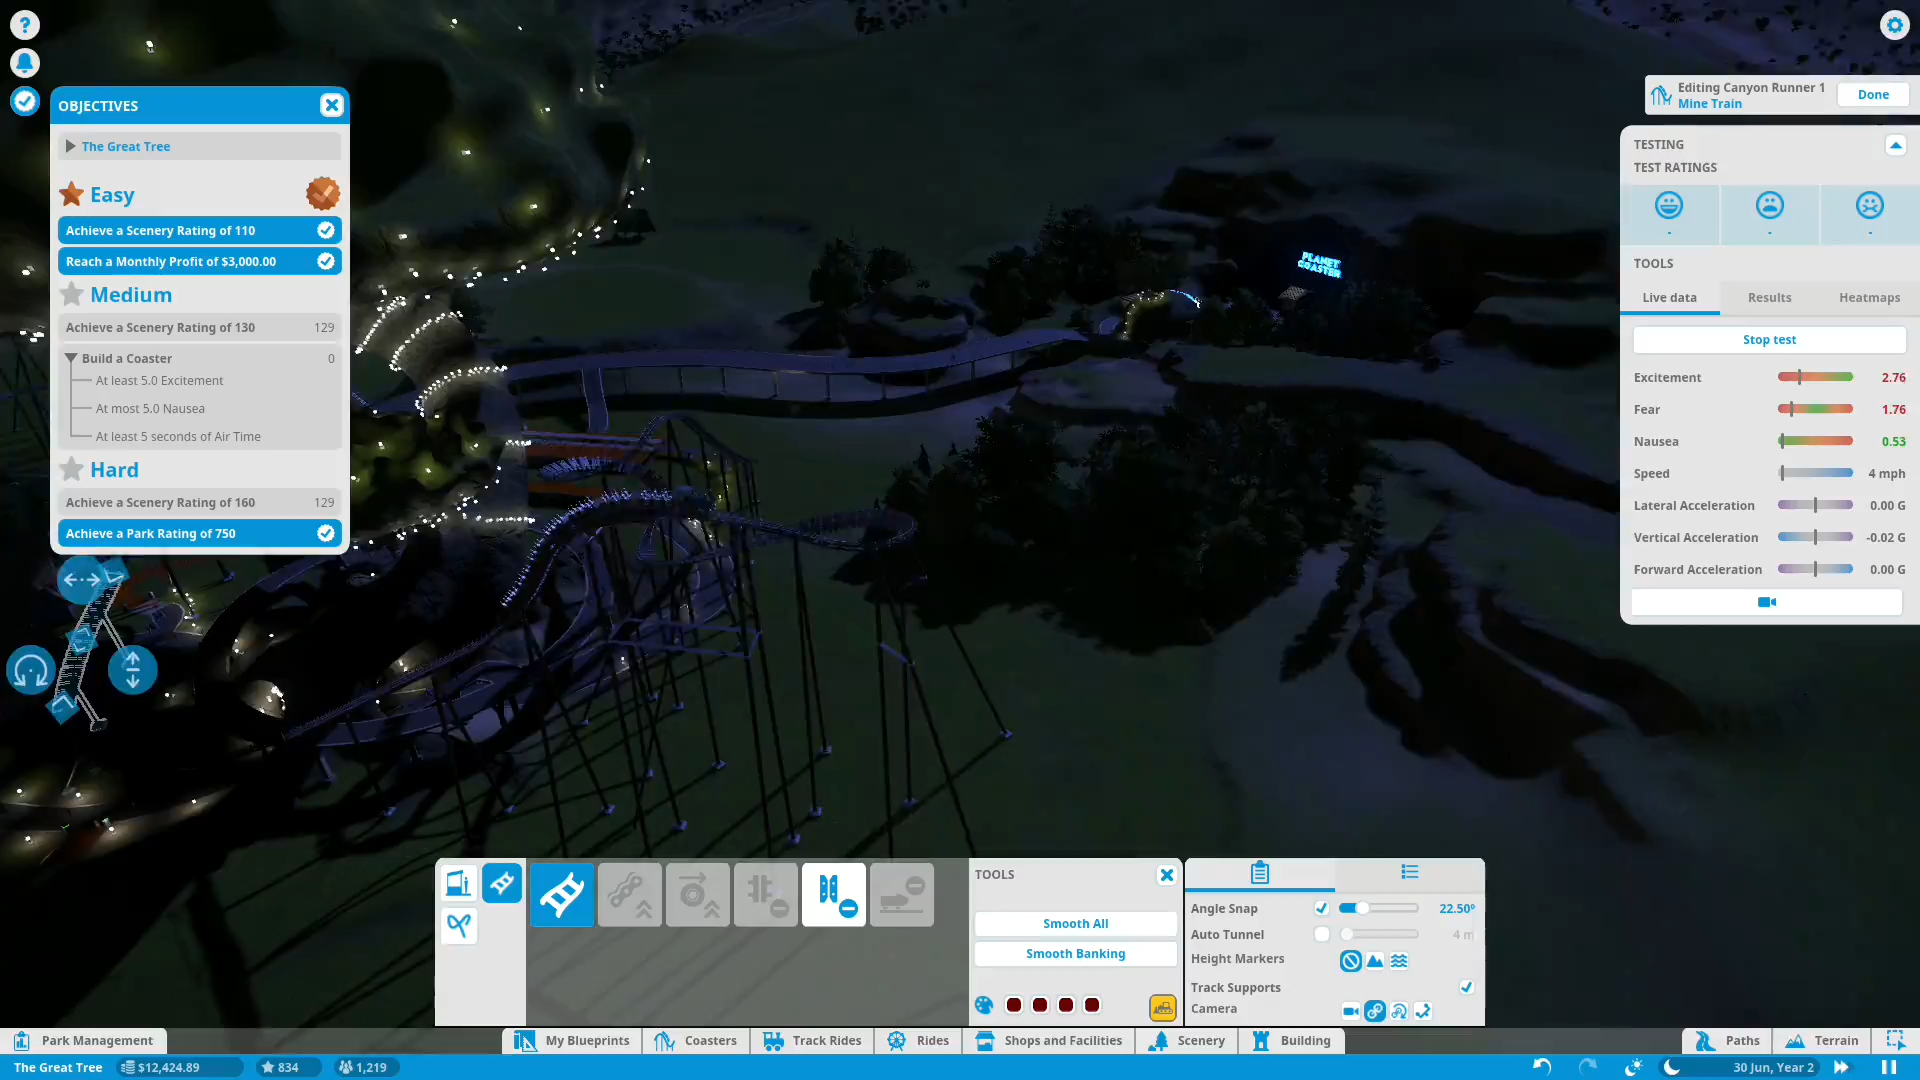 OBJECTIVES
The Great Tree
Easy
Achieve a Scenery Rating of 110
Reach a Monthly Profit of $3,000.00
Medium
Achieve a Scenery Rating of 130 129
Build a Coaster 0
At least 5.0 Excitement
At most 5.0 Nausea
At least 5 seconds of Air Time
Hard
Achieve a Scenery Rating of 160 129
Achieve a Park Rating of 750
PLANET
COASTER
Editing Canyon Runner 1
Mine Train
Done
TESTING
TEST RATINGS
- - -
TOOLS
Live data Results Heatmaps
Stop test
Excitement 2.76
Fear 1.76
Nausea 0.53
Speed 4 mph
Lateral Acceleration 0.00 G
Vertical Acceleration -0.02 G
Forward Acceleration 0.00 G
TOOLS
Smooth All
Smooth Banking
Angle Snap 22.50°
Auto Tunnel 4 m
Height Markers
Track Supports
Camera
Park Management
My Blueprints
Coasters
Track Rides
Rides
Shops and Facilities
Scenery
Building
Paths
Terrain
The Great Tree $12,424.89 834 1,219
30 Jun, Year 2